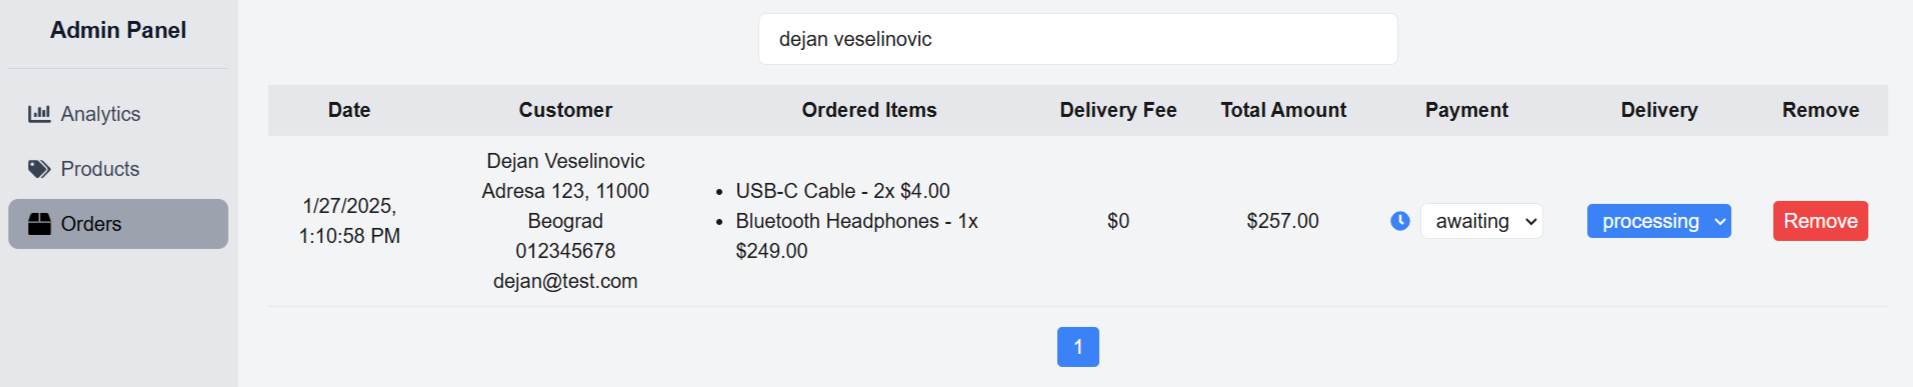 Admin Panel
Analytics
Products
Orders
dejan veselinovic
Date Customer Ordered Items Delivery Fee Total Amount Payment Delivery Remove
1/27/2025,
1:10:58 PM
Dejan Veselinovic
Adresa 123, 11000
Beograd
012345678
dejan@test.com
• USB-C Cable - 2x $4.00
• Bluetooth Headphones - 1x
$249.00
$0
$257.00
awaiting
processing
Remove
1